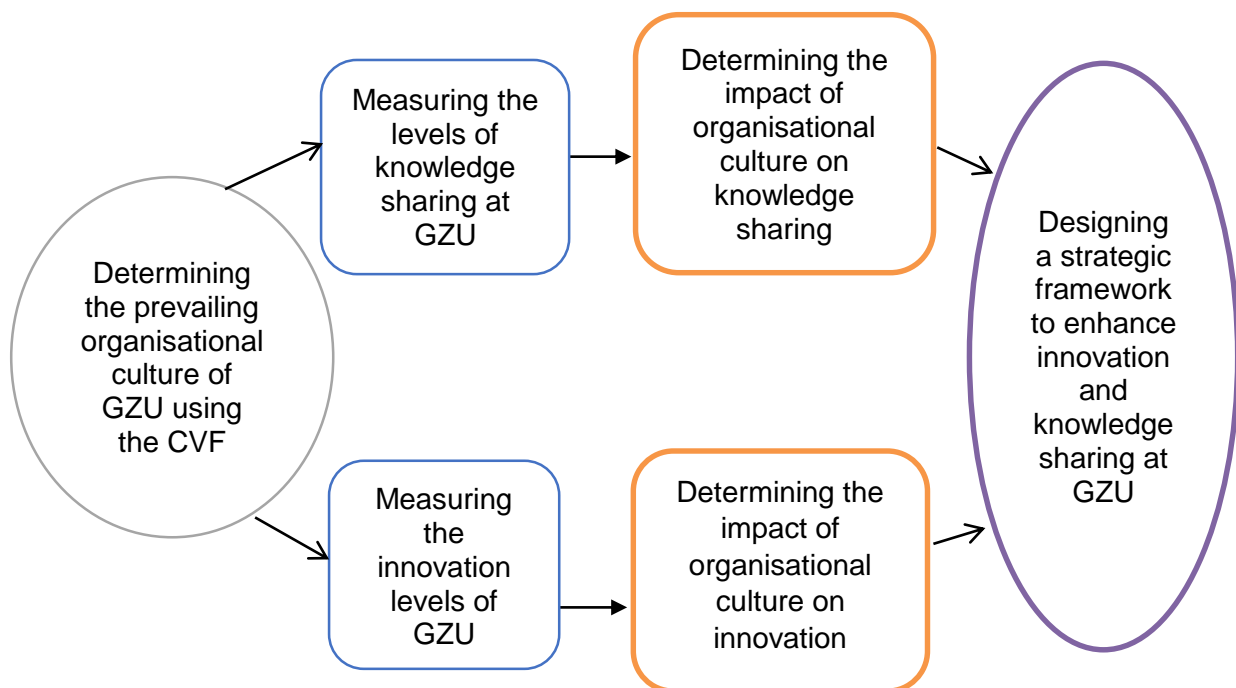 Determining
the prevailing
organisational
culture of
GZU using
the CVF
Measuring the
levels of
knowledge
sharing at
GZU
Determining the
impact of
organisational
culture on
knowledge
sharing
Measuring
the
innovation
levels of
GZU
Determining the
impact of
organisational
culture on
innovation
Designing
a strategic
framework
to enhance
innovation
and
knowledge
sharing at
GZU